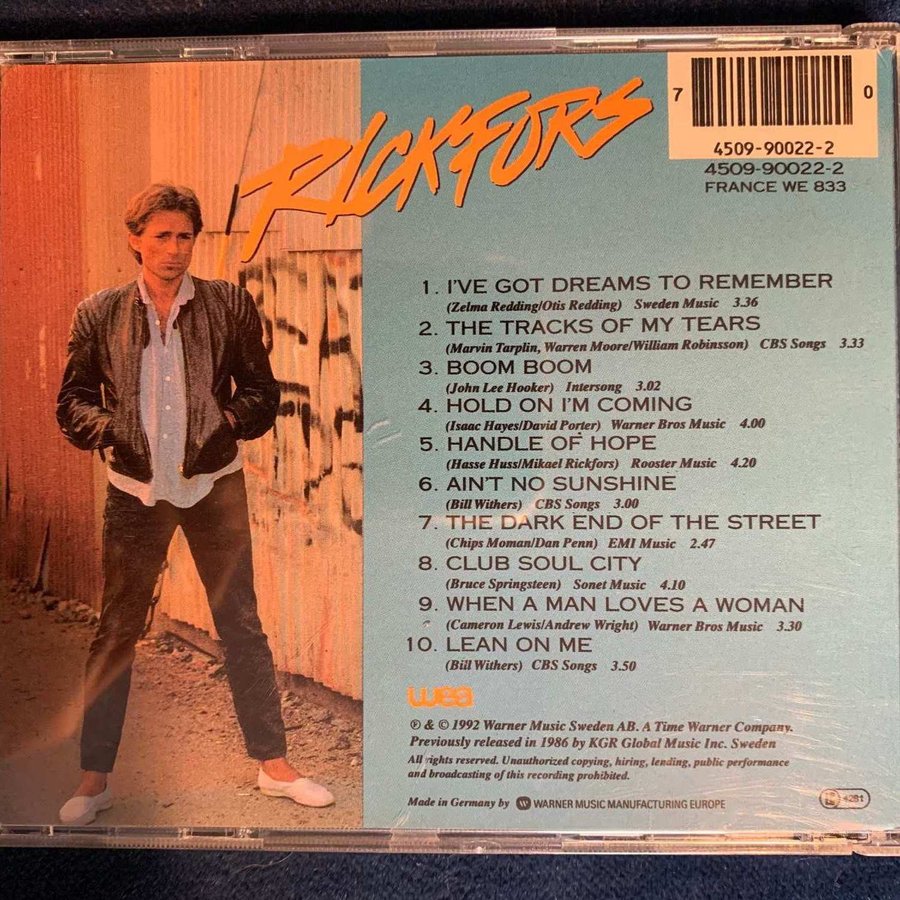 RICKFORS
7 0
4509-90022-2
4509-90022-2
FRANCE WE 833
1. I'VE GOT DREAMS TO REMEMBER
(Zelma Redding/Otis Redding) Sweden Music 3.36
2. THE TRACKS OF MY TEARS
(Marvin Tarplin, Warren Moore/William Robinsson) CBS Songs 3.33
3. BOOM BOOM
(John Lee Hooker) Intersong 3.02
4. HOLD ON I'M COMING
(Isaac Hayes/David Porter) Warner Bros Music 4.00
5. HANDLE OF HOPE
(Hasse Huss/Mikael Rickfors) Rooster Music 4.20
6. AIN'T NO SUNSHINE
(Bill Withers) CBS Songs 3.00
7. THE DARK END OF THE STREET
(Chips Moman/Dan Penn) EMI Music 2.47
8. CLUB SOUL CITY
(Bruce Springsteen) Sonet Music 4.10
9. WHEN A MAN LOVES A WOMAN
(Cameron Lewis/Andrew Wright) Warner Bros Music 3.30
10. LEAN ON ME
(Bill Withers) CBS Songs 3.50
wea
℗ & © 1992 Warner Music Sweden AB. A Time Warner Company.
Previously released in 1986 by KGR Global Music Inc. Sweden
All rights reserved. Unauthorized copying, hiring, lending, public performance
and broadcasting of this recording prohibited.
Made in Germany by WARNER MUSIC MANUFACTURING EUROPE